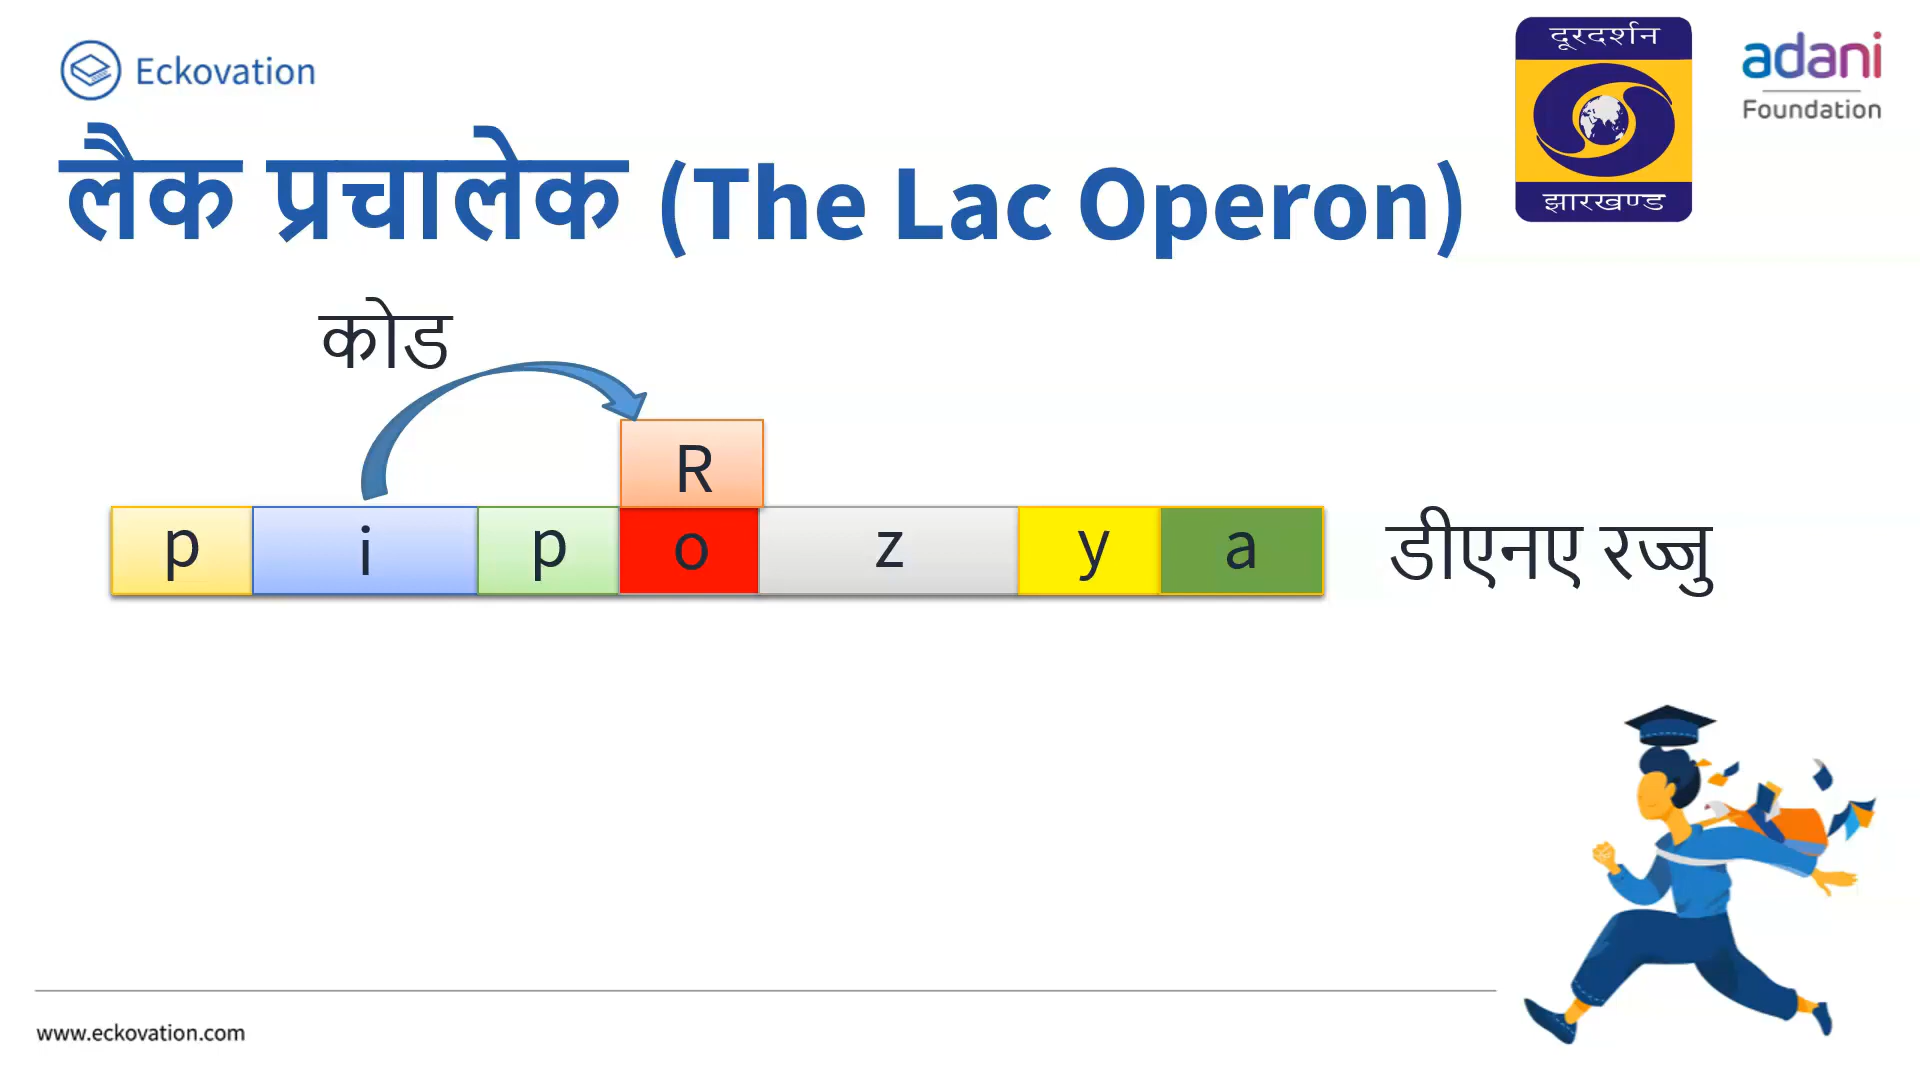 Eckovation
दूरदर्शन
झारखण्ड
adani
Foundation
लैक प्रचालेक (The Lac Operon)
कोड
R
p i p o z y a
डीएनए रज्जु
www.eckovation.com